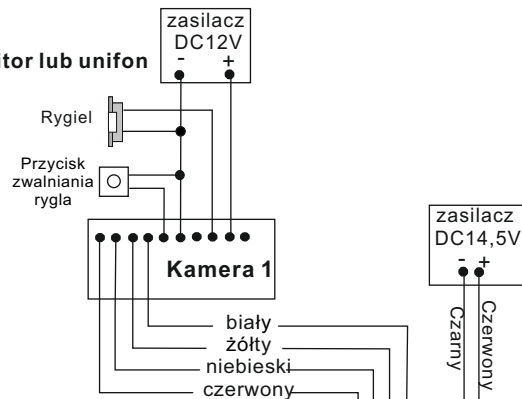 zasilacz
DC12V
- +
itor lub unifon
Rygiel
Przycisk
zwalniania
rygla
Kamera 1
zasilacz
DC14,5V
- +
Czarny
Czerwony
biały
żółty
niebieski
czerwony